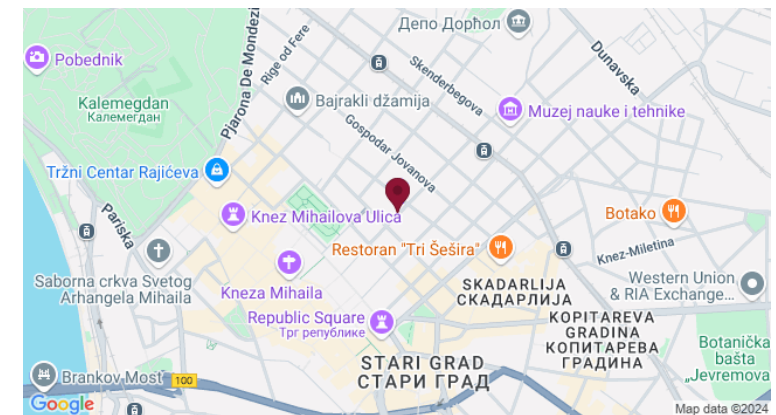 Депо Дорћол
Pobednik
Rige od Fere
Skenderbegova
Dunavska
Kalemegdan
Калемегдан
Pjarona De Mondezi
Bajrakli džamija
Muzej nauke i tehnike
Gospodar Jovanova
Tržni Centar Rajićeva
Pariska
Knez Mihailova Ulica
Botako
Restoran "Tri Šešira"
Knez-Miletina
Saborna crkva Svetog
Arhangela Mihaila
Kneza Mihaila
SKADARLIJA
СКАДАРЛИЈА
Western Union
& RIA Exchange...
Republic Square
Трг републике
KOPITAREVA
GRADINA
КОПИТАРЕВА
ГРАДИНА
Botanička
bašta
„Jevremova
STARI GRAD
СТАРИ ГРАД
Brankov Most
100
Google
Map data ©2024